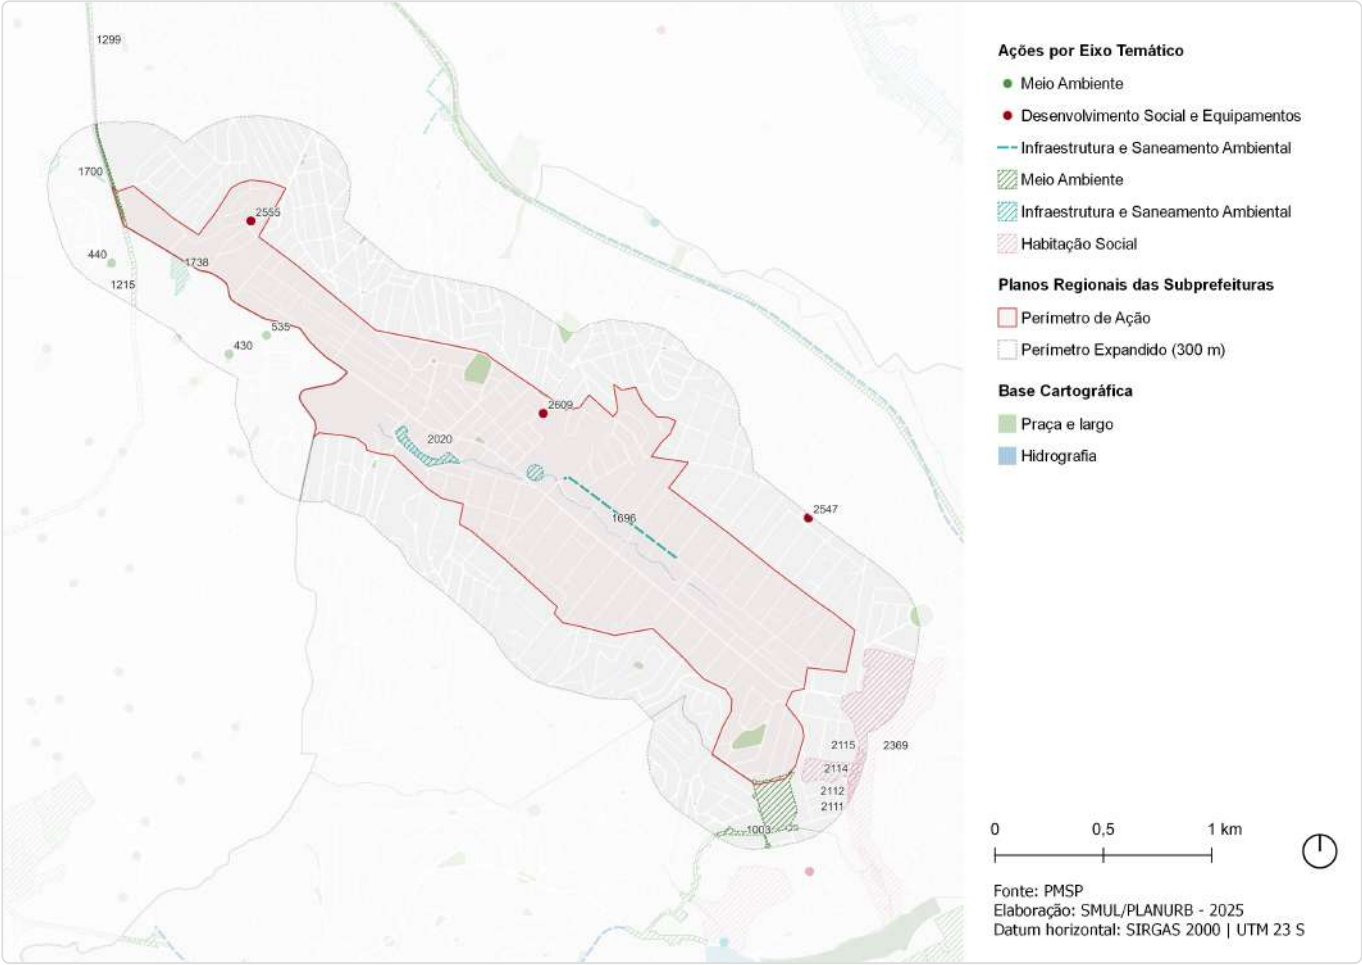 1299
1700
2555
440
1738
1215
535
430
2609
2020
2547
1696
2115
2369
2114
2112
2111
1003
Ações por Eixo Temático
Meio Ambiente
Desenvolvimento Social e Equipamentos
Infraestrutura e Saneamento Ambiental
Meio Ambiente
Infraestrutura e Saneamento Ambiental
Habitação Social
Planos Regionais das Subprefeituras
Perímetro de Ação
Perímetro Expandido (300 m)
Base Cartográfica
Praça e largo
Hidrografia
0 0,5 1 km
Fonte: PMSP
Elaboração: SMUL/PLANURB - 2025
Datum horizontal: SIRGAS 2000 | UTM 23 S